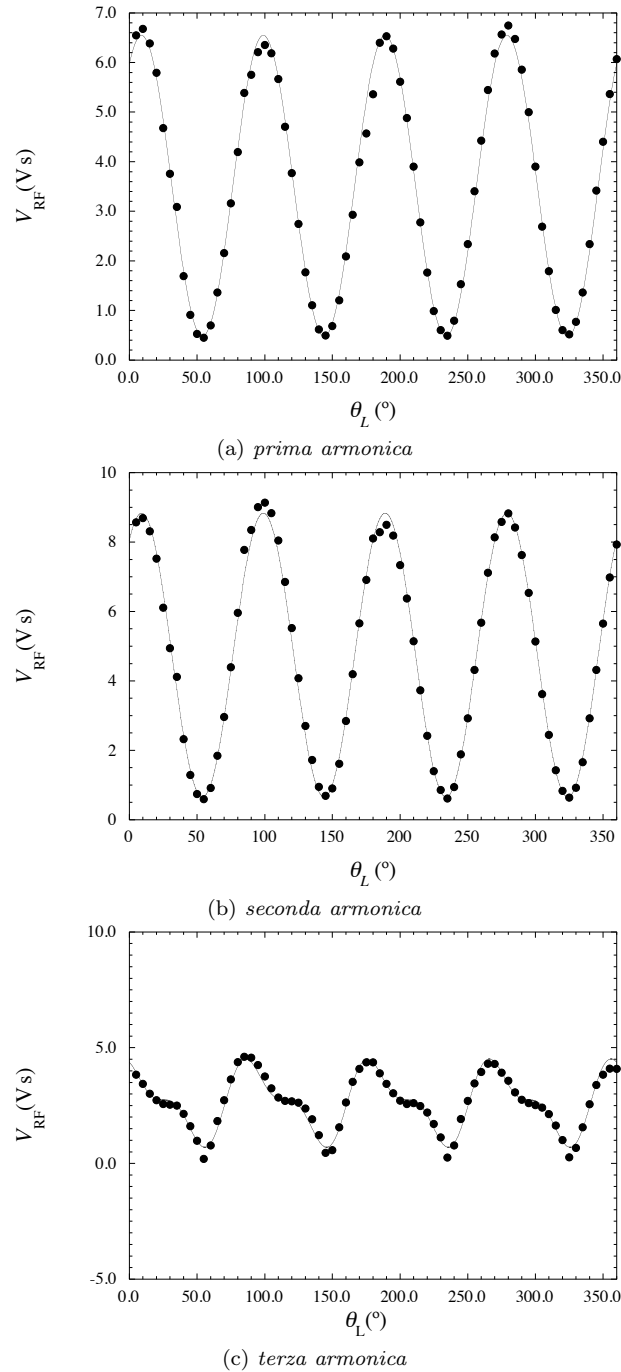 7.0
6.0
5.0
4.0
3.0
2.0
1.0
0.0
V_RF (V s)
0.0 50.0 100.0 150.0 200.0 250.0 300.0 350.0
θ_L (º)
(a) prima armonica
10
8
6
4
2
0
V_RF (V s)
0 50 100 150 200 250 300 350
θ_L (º)
(b) seconda armonica
10.0
5.0
0.0
-5.0
V_RF (V s)
0.0 50.0 100.0 150.0 200.0 250.0 300.0 350.0
θ_L (º)
(c) terza armonica